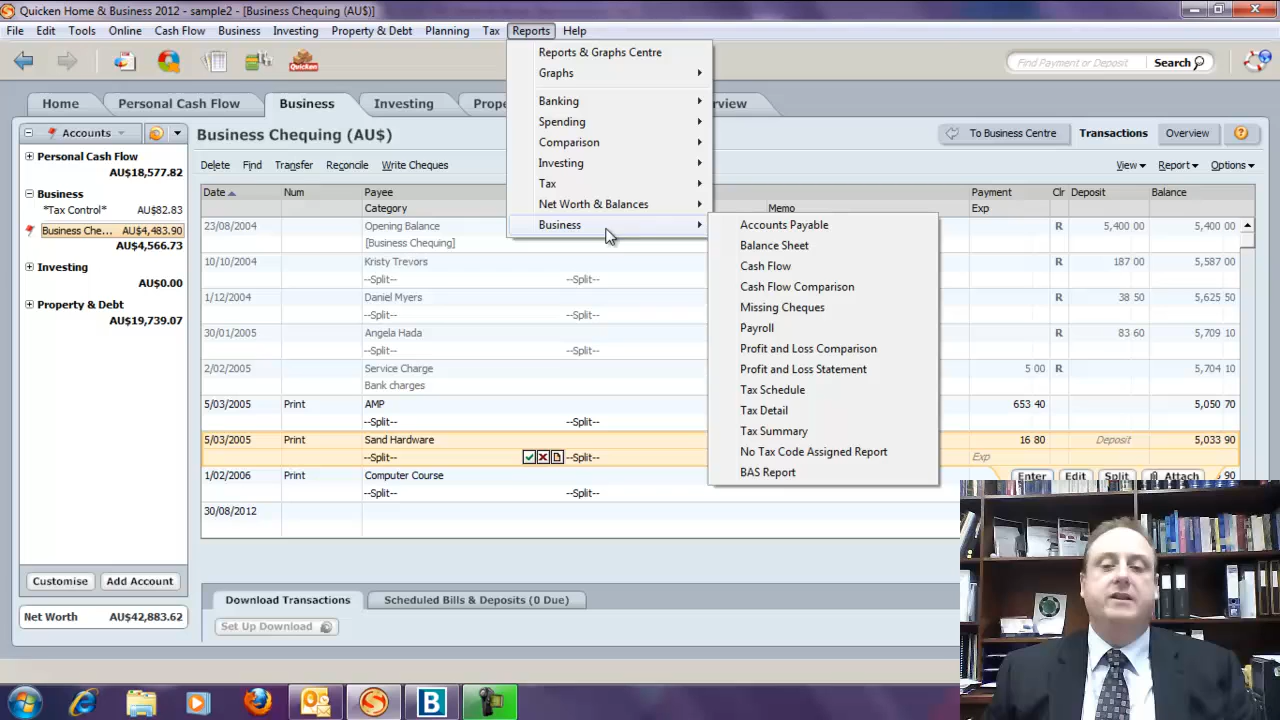 Quicken Home & Business 2012 - sample2 - [Business Chequing (AU$)]
File Edit Tools Online Cash Flow Business Investing Property & Debt Planning Tax Reports Help
Quicken
Find Payment or Deposit Search
Reports & Graphs Centre
Graphs
Banking
Spending
Comparison
Investing
Tax
Net Worth & Balances
Business
Accounts Payable
Balance Sheet
Cash Flow
Cash Flow Comparison
Missing Cheques
Payroll
Profit and Loss Comparison
Profit and Loss Statement
Tax Schedule
Tax Detail
Tax Summary
No Tax Code Assigned Report
BAS Report
Home Personal Cash Flow Business Investing Prope rview
Accounts
Personal Cash Flow
AU$18,577.82
Business
*Tax Control* AU$82.83
Business Che... AU$4,483.90
AU$4,566.73
Investing
AU$0.00
Property & Debt
AU$19,739.07
Customise Add Account
Net Worth AU$42,883.62
Business Chequing (AU$)
To Business Centre Transactions Overview
Delete Find Transfer Reconcile Write Cheques View Report Options
Date Num Payee Payment Clr Deposit Balance
Category Memo Exp
23/08/2004 Opening Balance R 5,400 00 5,400 00
[Business Chequing]
10/10/2004 Kristy Trevors R 187 00 5,587 00
--Split-- --Split--
1/12/2004 Daniel Myers R 38 50 5,625 50
--Split-- --Split--
30/01/2005 Angela Hada R 83 60 5,709 10
--Split-- --Split--
2/02/2005 Service Charge 5 00 R 5,704 10
Bank charges
5/03/2005 Print AMP 653 40 5,050 70
--Split-- --Split--
5/03/2005 Print Sand Hardware 16 80 Deposit 5,033 90
--Split-- --Split-- Exp
1/02/2006 Print Computer Course 90
Enter Edit Split Attach
--Split-- --Split--
30/08/2012
Download Transactions Scheduled Bills & Deposits (0 Due)
Set Up Download
B